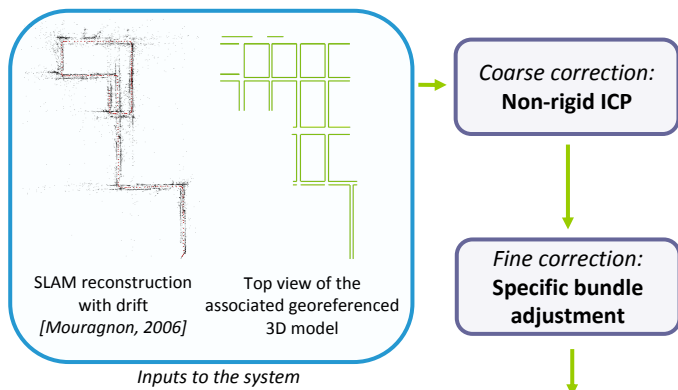 SLAM reconstruction
with drift
[Mouragnon, 2006]
Top view of the
associated georeferenced
3D model
Inputs to the system
Coarse correction:
Non-rigid ICP
Fine correction:
Specific bundle
adjustment